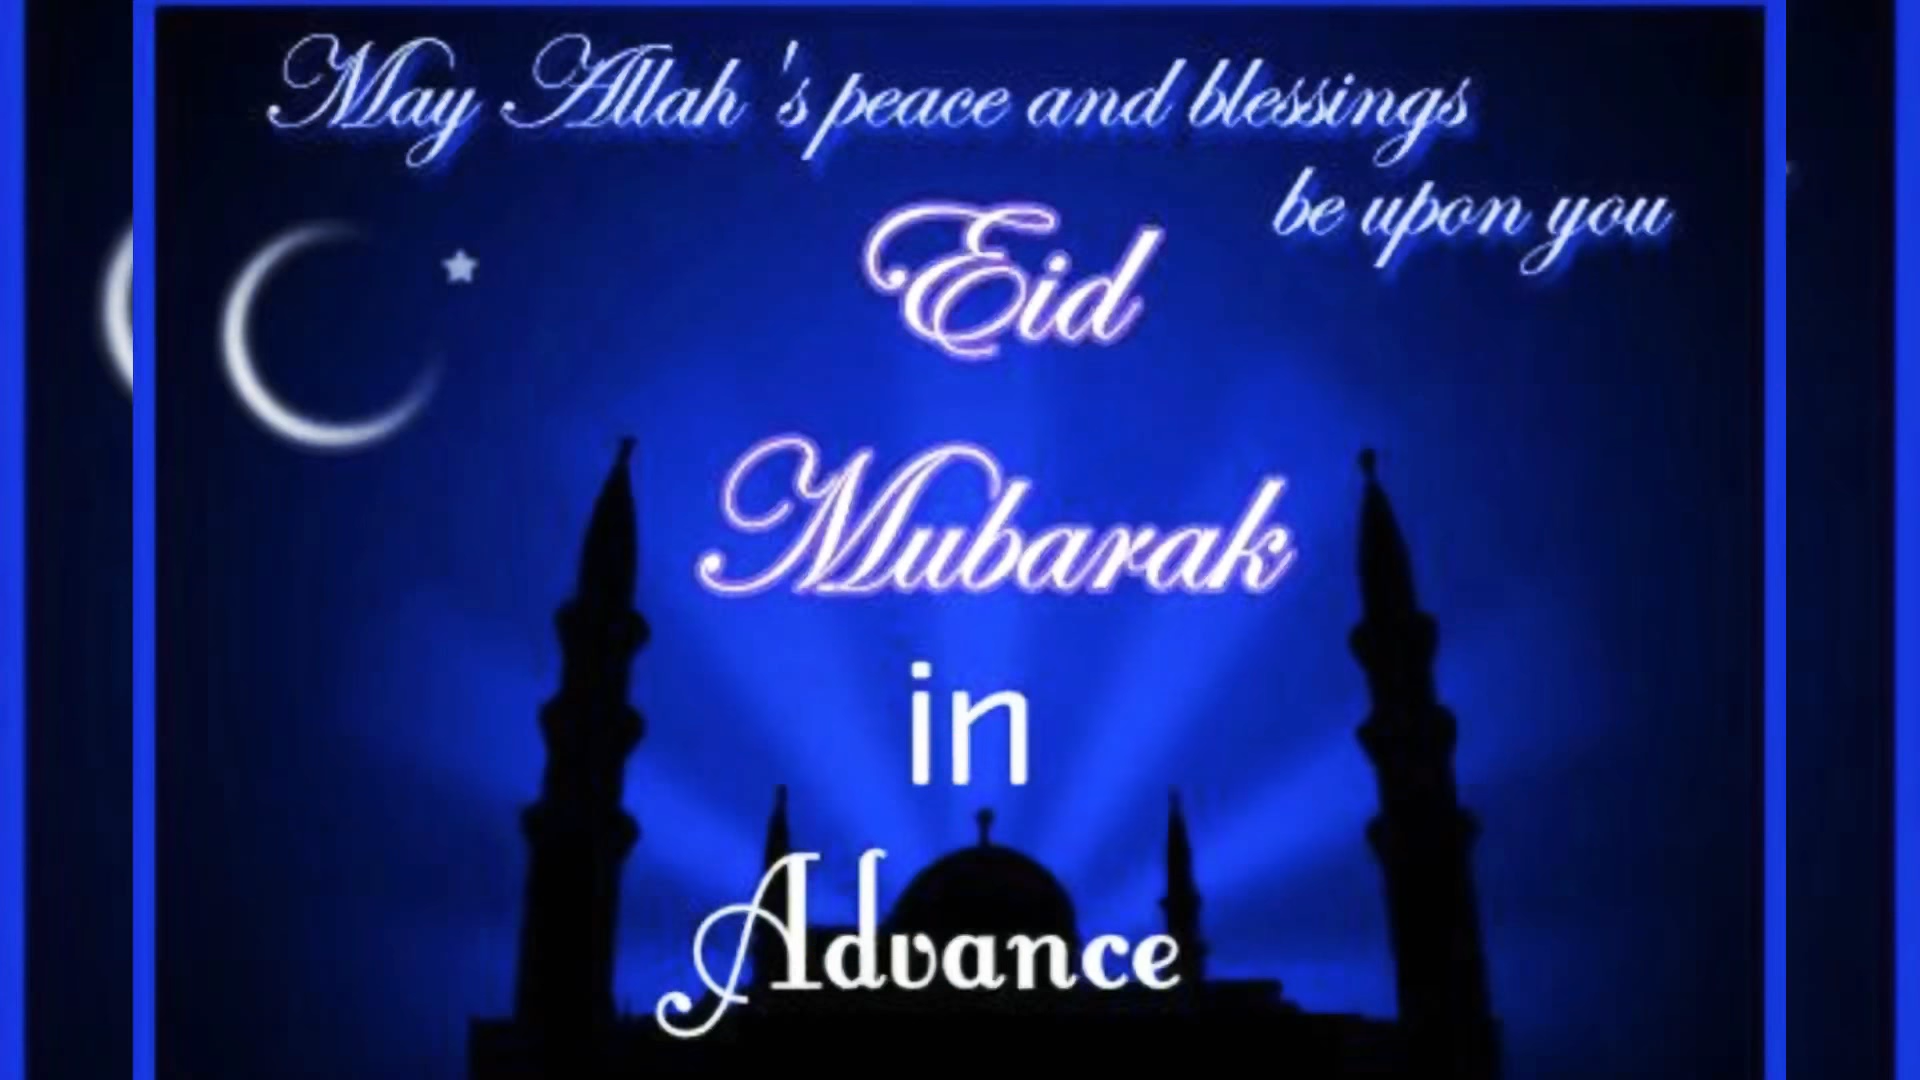 May Allah 's peace and blessings
be upon you
Eid
Mubarak
in
Advance